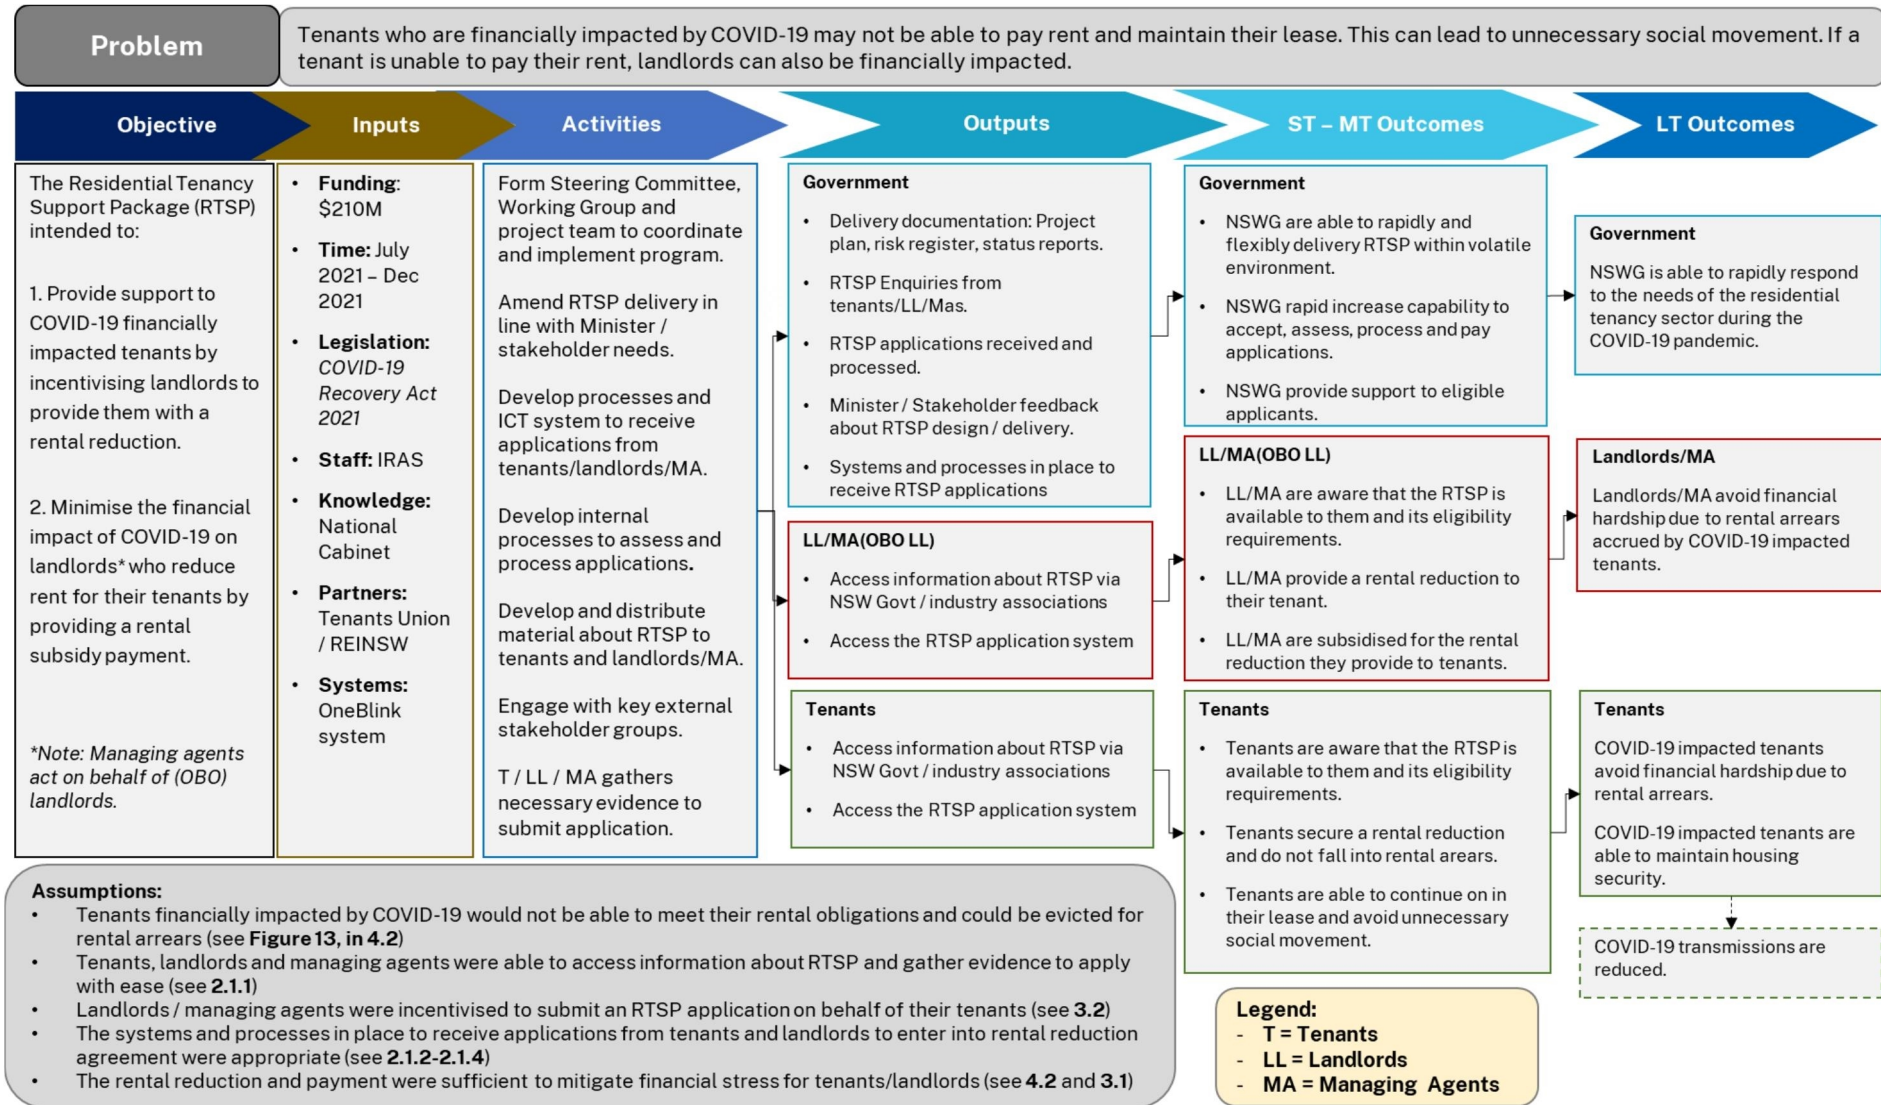 Problem
Tenants who are financially impacted by COVID-19 may not be able to pay rent and maintain their lease. This can lead to unnecessary social movement. If a
tenant is unable to pay their rent, landlords can also be financially impacted.
Objective
Inputs
Activities
Outputs
ST – MT Outcomes
LT Outcomes
The Residential Tenancy
Support Package (RTSP)
intended to:
1. Provide support to
COVID-19 financially
impacted tenants by
incentivising landlords to
provide them with a
rental reduction.
2. Minimise the financial
impact of COVID-19 on
landlords* who reduce
rent for their tenants by
providing a rental
subsidy payment.
*Note: Managing agents
act on behalf of (OBO)
landlords.
• Funding:
$210M
• Time: July
2021 – Dec
2021
• Legislation:
COVID-19
Recovery Act
2021
• Staff: IRAS
• Knowledge:
National
Cabinet
• Partners:
Tenants Union
/ REINSW
• Systems:
OneBlink
system
Form Steering Committee,
Working Group and
project team to coordinate
and implement program.
Amend RTSP delivery in
line with Minister /
stakeholder needs.
Develop processes and
ICT system to receive
applications from
tenants/landlords/MA.
Develop internal
processes to assess and
process applications.
Develop and distribute
material about RTSP to
tenants and landlords/MA.
Engage with key external
stakeholder groups.
T / LL / MA gathers
necessary evidence to
submit application.
Government
• Delivery documentation: Project
plan, risk register, status reports.
• RTSP Enquiries from
tenants/LL/Mas.
• RTSP applications received and
processed.
• Minister / Stakeholder feedback
about RTSP design / delivery.
• Systems and processes in place to
receive RTSP applications
LL/MA(OBO LL)
• Access information about RTSP via
NSW Govt / industry associations
• Access the RTSP application system
Tenants
• Access information about RTSP via
NSW Govt / industry associations
• Access the RTSP application system
Government
• NSWG are able to rapidly and
flexibly delivery RTSP within volatile
environment.
• NSWG rapid increase capability to
accept, assess, process and pay
applications.
• NSWG provide support to eligible
applicants.
LL/MA(OBO LL)
• LL/MA are aware that the RTSP is
available to them and its eligibility
requirements.
• LL/MA provide a rental reduction to
their tenant.
• LL/MA are subsidised for the rental
reduction they provide to tenants.
Tenants
• Tenants are aware that the RTSP is
available to them and its eligibility
requirements.
• Tenants secure a rental reduction
and do not fall into rental arears.
• Tenants are able to continue on in
their lease and avoid unnecessary
social movement.
Government
NSWG is able to rapidly respond
to the needs of the residential
tenancy sector during the
COVID-19 pandemic.
Landlords/MA
Landlords/MA avoid financial
hardship due to rental arrears
accrued by COVID-19 impacted
tenants.
Tenants
COVID-19 impacted tenants
avoid financial hardship due to
rental arrears.
COVID-19 impacted tenants are
able to maintain housing
security.
COVID-19 transmissions are
reduced.
Assumptions:
• Tenants financially impacted by COVID-19 would not be able to meet their rental obligations and could be evicted for
rental arrears (see Figure 13, in 4.2)
• Tenants, landlords and managing agents were able to access information about RTSP and gather evidence to apply
with ease (see 2.1.1)
• Landlords / managing agents were incentivised to submit an RTSP application on behalf of their tenants (see 3.2)
• The systems and processes in place to receive applications from tenants and landlords to enter into rental reduction
agreement were appropriate (see 2.1.2-2.1.4)
• The rental reduction and payment were sufficient to mitigate financial stress for tenants/landlords (see 4.2 and 3.1)
Legend:
- T = Tenants
- LL = Landlords
- MA = Managing Agents